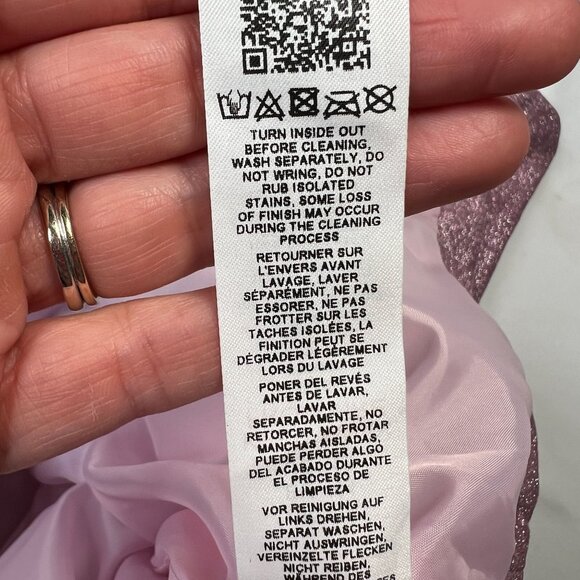 TURN INSIDE OUT
BEFORE CLEANING,
WASH SEPARATELY, DO
NOT WRING, DO NOT
RUB ISOLATED
STAINS, SOME LOSS
OF FINISH MAY OCCUR
DURING THE CLEANING
PROCESS
RETOURNER SUR
L'ENVERS AVANT
LAVAGE, LAVER
SÉPARÉMENT, NE PAS
ESSORER, NE PAS
FROTTER SUR LES
TACHES ISOLÉES, LA
FINITION PEUT SE
DÉGRADER LÉGÈREMENT
LORS DU LAVAGE
PONER DEL REVÉS
ANTES DE LAVAR,
LAVAR
SEPARADAMENTE, NO
RETORCER, NO FROTAR
MANCHAS AISLADAS,
PUEDE PERDER ALGO
DEL ACABADO DURANTE
EL PROCESO DE
LIMPIEZA
VOR REINIGUNG AUF
LINKS DREHEN,
SEPARAT WASCHEN,
NICHT AUSWRINGEN,
VEREINZELTE FLECKEN
NICHT REIBEN,
WÄHREND DES